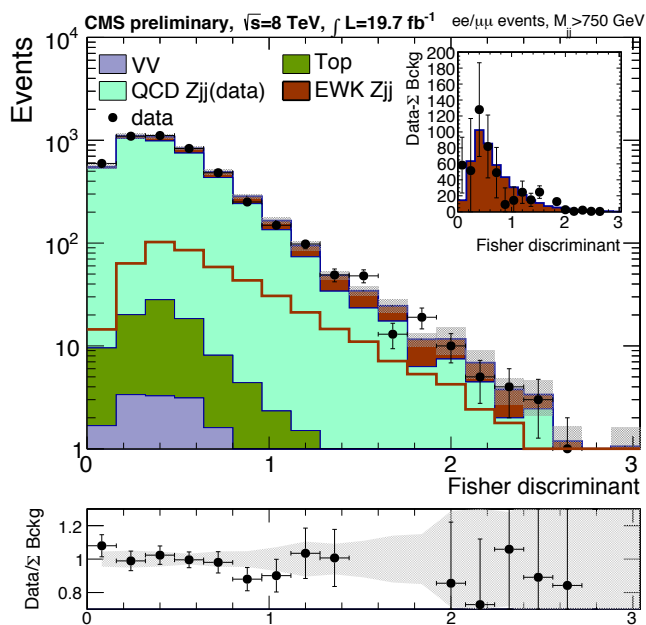 CMS preliminary, √s=8 TeV, ∫ L=19.7 fb⁻¹ ee/μμ events, M_jj>750 GeV
Events
10⁴
10³
10²
10
1
VV
Top
QCD Zjj(data)
EWK Zjj
data
Data-Σ Bckg
200
180
160
140
120
100
80
60
40
20
0
0 1 2 3
Fisher discriminant
0 1 2 3
Fisher discriminant
Data/Σ Bckg
1.2
1
0.8
0 1 2 3